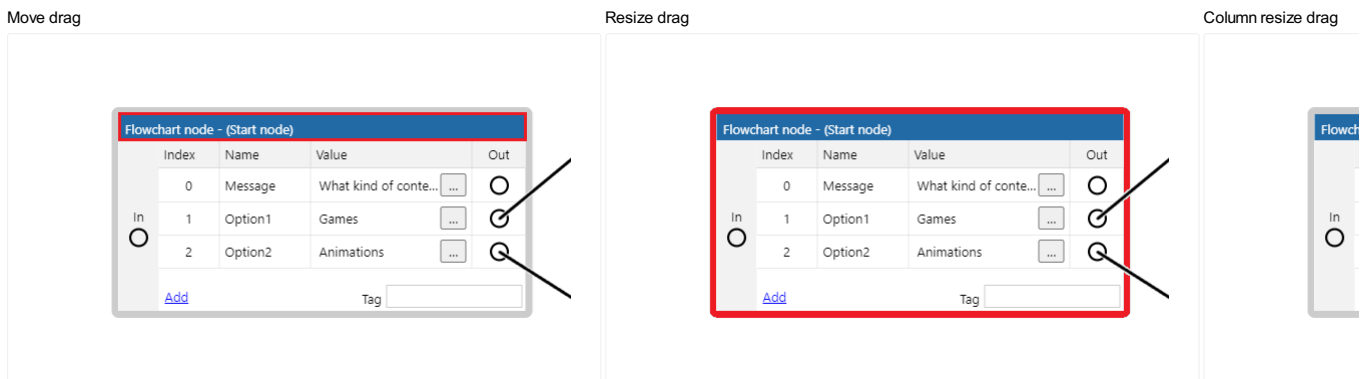 Move drag
Flowchart node - (Start node)
Index Name Value Out
0 Message What kind of conte... ...
In
1 Option1 Games ...
2 Option2 Animations ...
Add Tag
Resize drag
Flowchart node - (Start node)
Index Name Value Out
0 Message What kind of conte... ...
In
1 Option1 Games ...
2 Option2 Animations ...
Add Tag
Column resize drag
Flowch
In